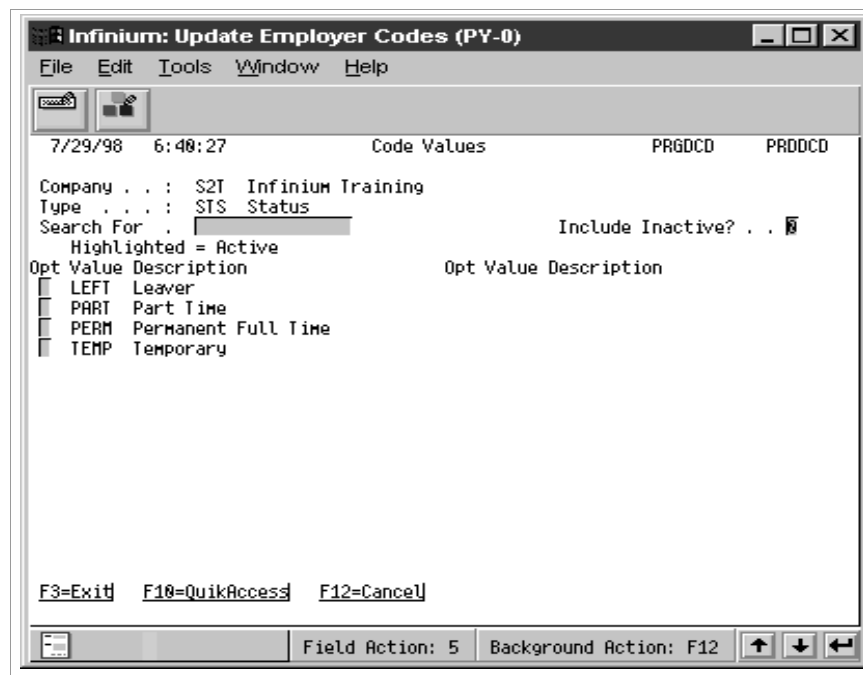 Infinium: Update Employer Codes (PY-0)
File Edit Tools Window Help
7/29/98 6:40:27 Code Values PRGDCD PRDDCD
Company . . : S2T Infinium Training
Type . . . : STS Status
Search For . Include Inactive? . . 0
Highlighted = Active
Opt Value Description Opt Value Description
LEFT Leaver
PART Part Time
PERM Permanent Full Time
TEMP Temporary
F3=Exit F10=QuikAccess F12=Cancel
Field Action: 5 Background Action: F12